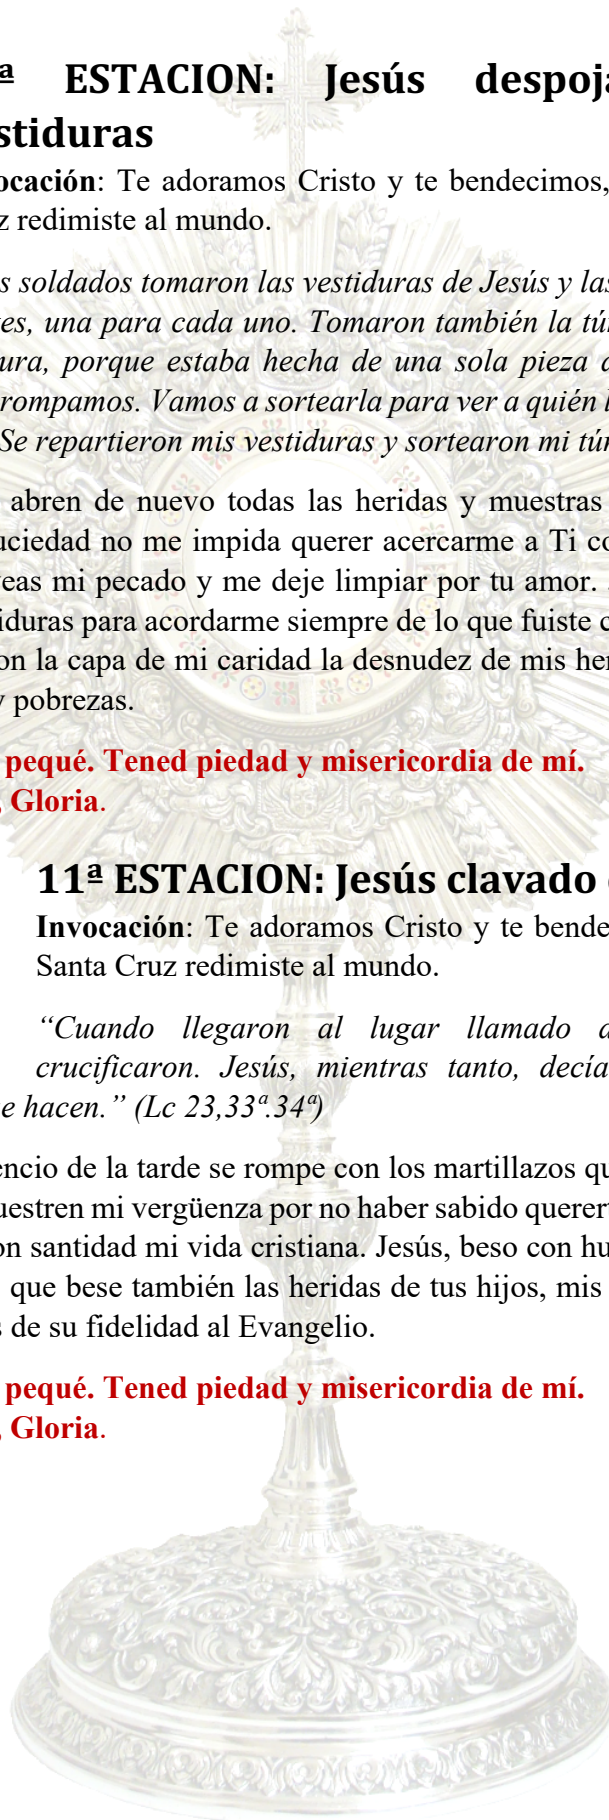 ª ESTACION: Jesús despoja
stiduras
ocación: Te adoramos Cristo y te bendecimos,
z redimiste al mundo.
s soldados tomaron las vestiduras de Jesús y las
es, una para cada uno. Tomaron también la tú
ura, porque estaba hecha de una sola pieza
rompamos. Vamos a sortearla para ver a quién l
Se repartieron mis vestiduras y sortearon mi tú
abren de nuevo todas las heridas y muestras
uciedad no me impida querer acercarme a Ti co
veas mi pecado y me deje limpiar por tu amor.
iduras para acordarme siempre de lo que fuiste
on la capa de mi caridad la desnudez de mis her
y pobrezas.
pequé. Tened piedad y misericordia de mí.
, Gloria.
11ª ESTACION: Jesús clavado
Invocación: Te adoramos Cristo y te bende
Santa Cruz redimiste al mundo.
“Cuando llegaron al lugar llamado
crucificaron. Jesús, mientras tanto, decía
e hacen.” (Lc 23,33ª.34ª)
encio de la tarde se rompe con los martillazos qu
uestren mi vergüenza por no haber sabido querert
on santidad mi vida cristiana. Jesús, beso con hu
que bese también las heridas de tus hijos, mis
s de su fidelidad al Evangelio.
pequé. Tened piedad y misericordia de mí.
, Gloria.